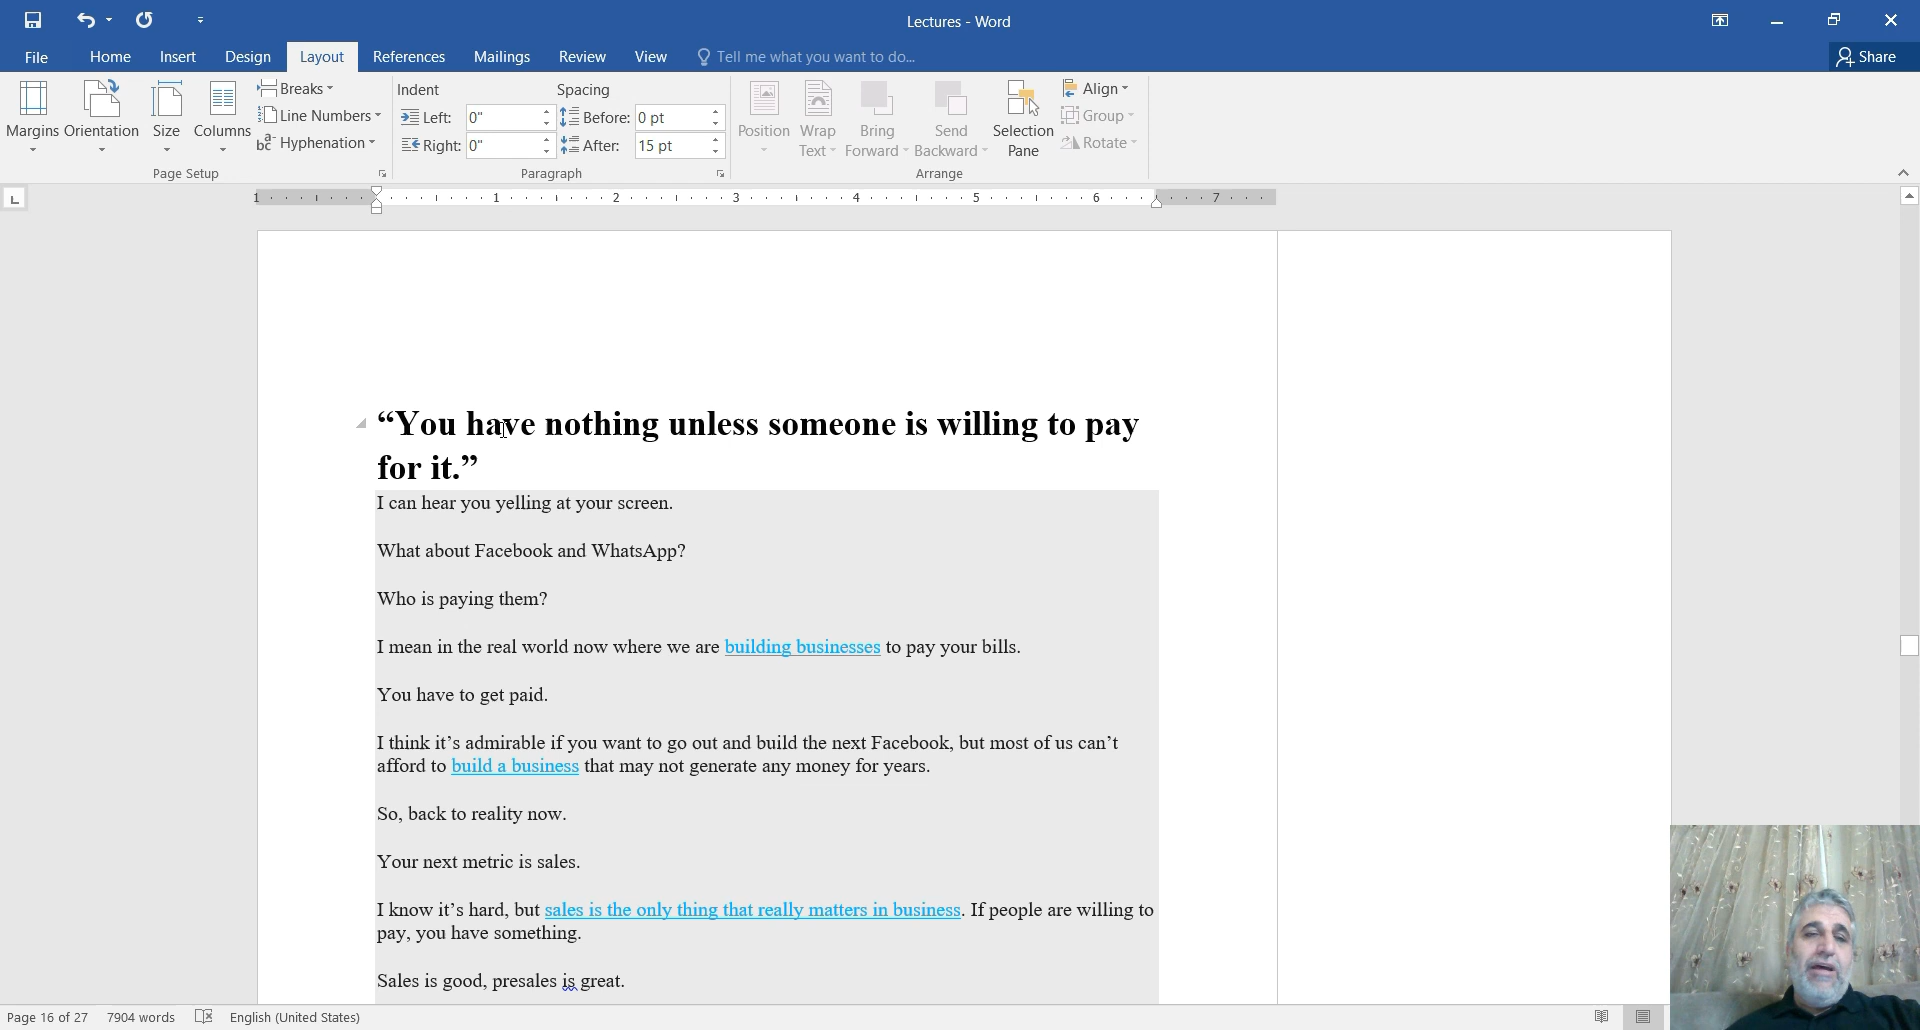 Lectures - Word
File Home Insert Design Layout References Mailings Review View Tell me what you want to do... Share
Margins Orientation Size Columns
Breaks
Line Numbers
Hyphenation
Page Setup
Indent Spacing
Left: 0" Before: 0 pt
Right: 0" After: 15 pt
Paragraph
Position Wrap Text Bring Forward Send Backward Selection Pane
Align
Group
Rotate
Arrange
1 1 2 3 4 5 6 7
“You have nothing unless someone is willing to pay
for it.”
I can hear you yelling at your screen.
What about Facebook and WhatsApp?
Who is paying them?
I mean in the real world now where we are building businesses to pay your bills.
You have to get paid.
I think it’s admirable if you want to go out and build the next Facebook, but most of us can’t
afford to build a business that may not generate any money for years.
So, back to reality now.
Your next metric is sales.
I know it’s hard, but sales is the only thing that really matters in business. If people are willing to
pay, you have something.
Sales is good, presales is great.
Page 16 of 27 7904 words English (United States)